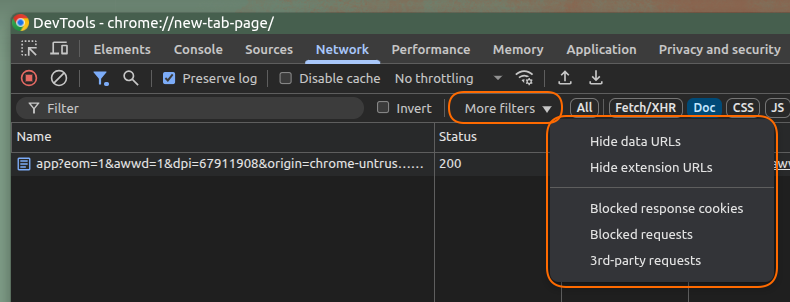 DevTools - chrome://new-tab-page/
Elements Console Sources Network Performance Memory Application Privacy and security
Preserve log Disable cache No throttling
Filter Invert More filters All Fetch/XHR Doc CSS JS
Name Status
app?eom=1&awwd=1&dpi=67911908&origin=chrome-untrus...... 200
Hide data URLs
Hide extension URLs
Blocked response cookies
Blocked requests
3rd-party requests